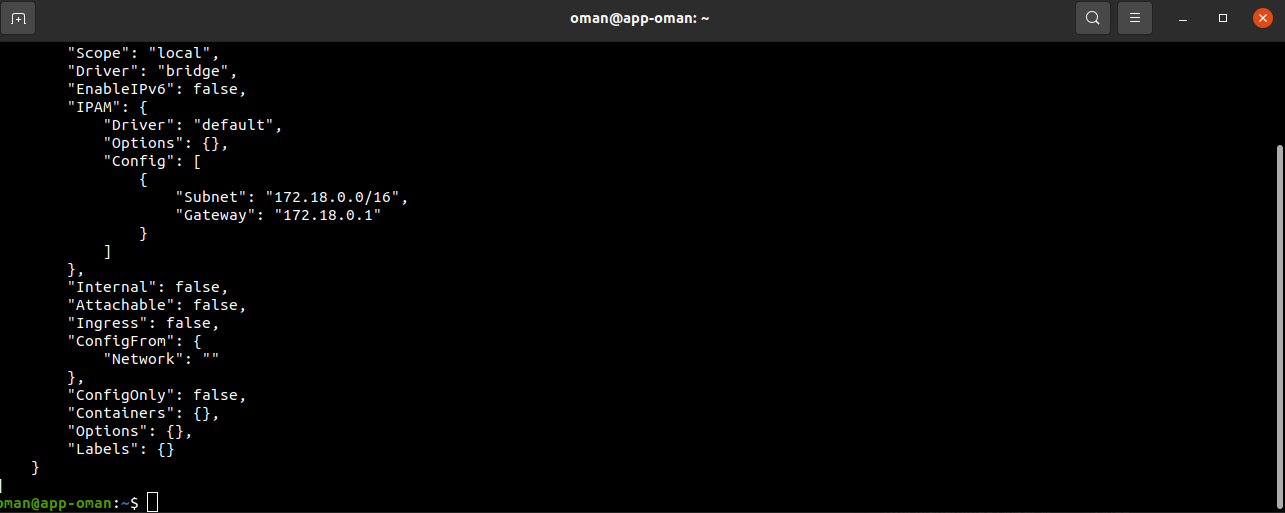 oman@app-oman: ~
        "Scope": "local",
        "Driver": "bridge",
        "EnableIPv6": false,
        "IPAM": {
            "Driver": "default",
            "Options": {},
            "Config": [
                {
                    "Subnet": "172.18.0.0/16",
                    "Gateway": "172.18.0.1"
                }
            ]
        },
        "Internal": false,
        "Attachable": false,
        "Ingress": false,
        "ConfigFrom": {
            "Network": ""
        },
        "ConfigOnly": false,
        "Containers": {},
        "Options": {},
        "Labels": {}
    }
]
oman@app-oman:~$